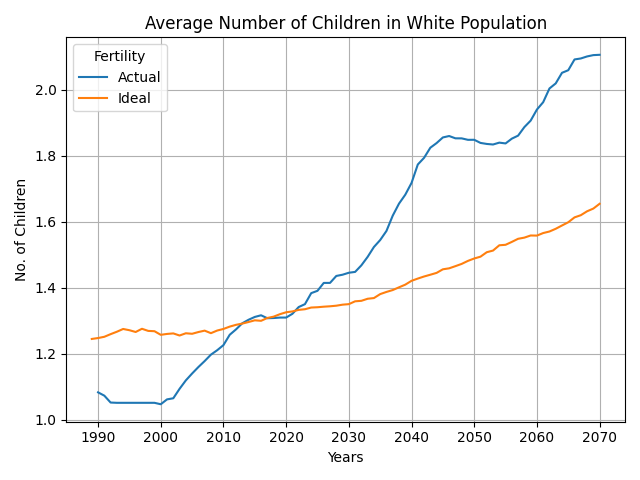 Average Number of Children in White Population
Fertility
Actual
Ideal
No. of Children
2.0
1.8
1.6
1.4
1.2
1.0
1990 2000 2010 2020 2030 2040 2050 2060 2070
Years